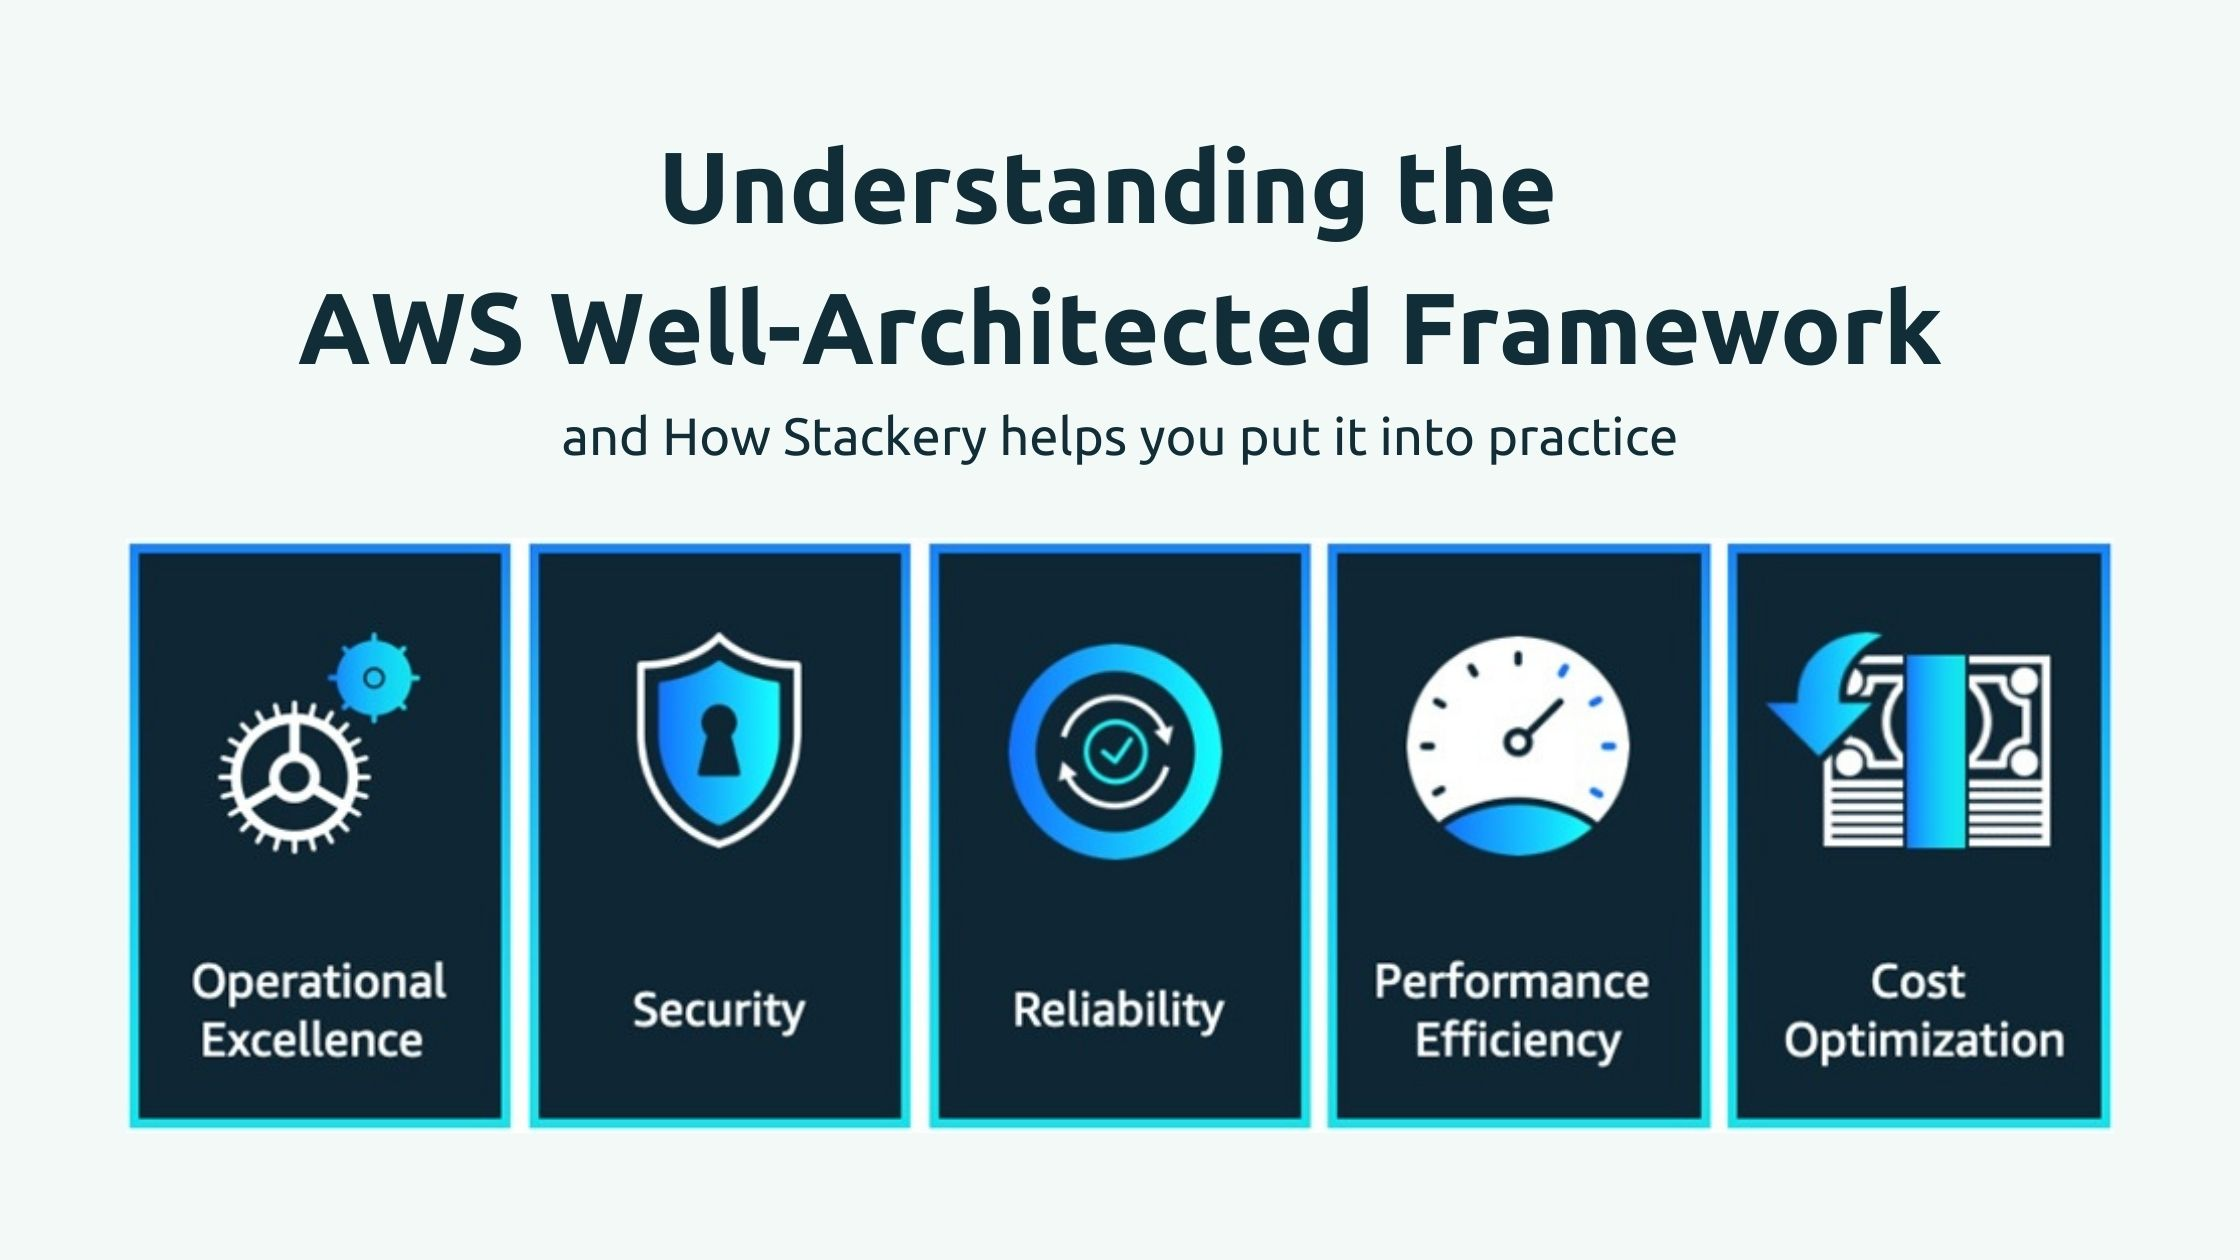 Understanding the
AWS Well-Architected Framework
and How Stackery helps you put it into practice
Operational
Excellence
Security
Reliability
Performance
Efficiency
Cost
Optimization